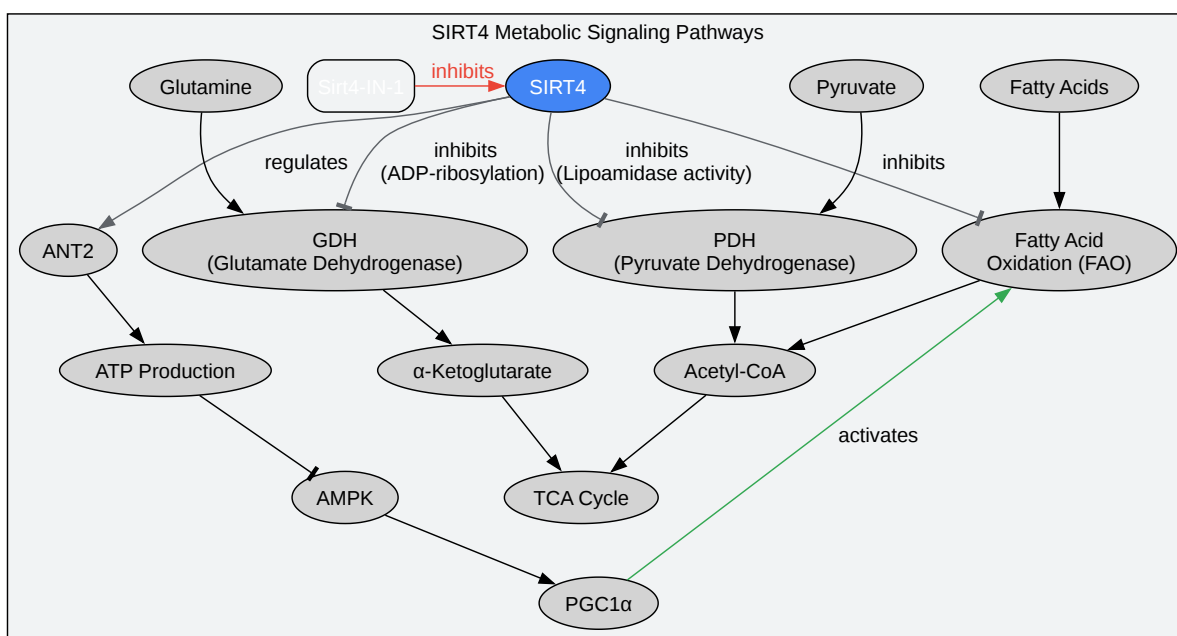 SIRT4 Metabolic Signaling Pathways
Glutamine
Sirt4-IN-1
inhibits
SIRT4
Pyruvate
Fatty Acids
regulates
inhibits
(ADP-ribosylation)
inhibits
(Lipoamidase activity)
inhibits
ANT2
GDH
(Glutamate Dehydrogenase)
PDH
(Pyruvate Dehydrogenase)
Fatty Acid
Oxidation (FAO)
ATP Production
α-Ketoglutarate
Acetyl-CoA
activates
AMPK
TCA Cycle
PGC1α